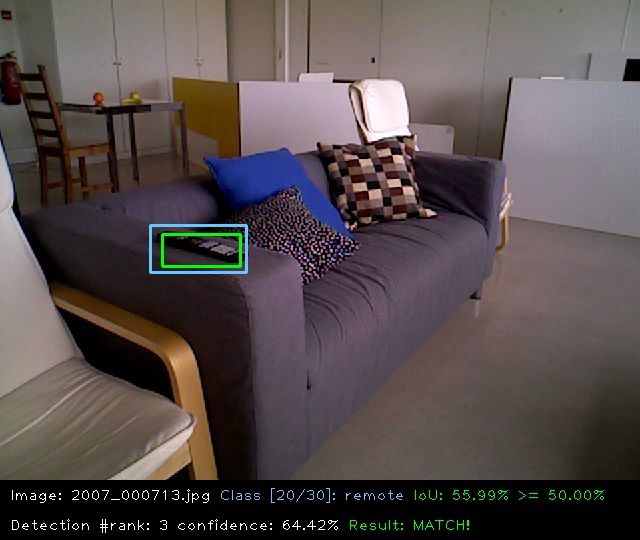 Image: 2007_000713.jpg Class [20/30]: remote IoU: 55.99% >= 50.00%
Detection #rank: 3 confidence: 64.42% Result: MATCH!